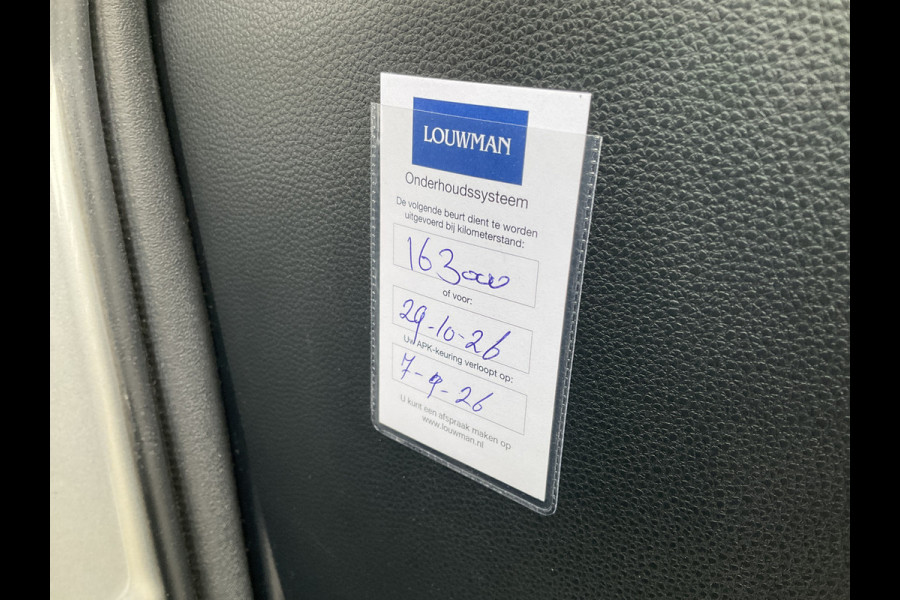 LOUWMAN
Onderhoudssysteem
De volgende beurt dient te worden
uitgevoerd bij kilometerstand:
163000
of voor:
29-10-26
Uw APK-keuring verloopt op:
7-9-26
U kunt een afspraak maken op
www.louwman.nl